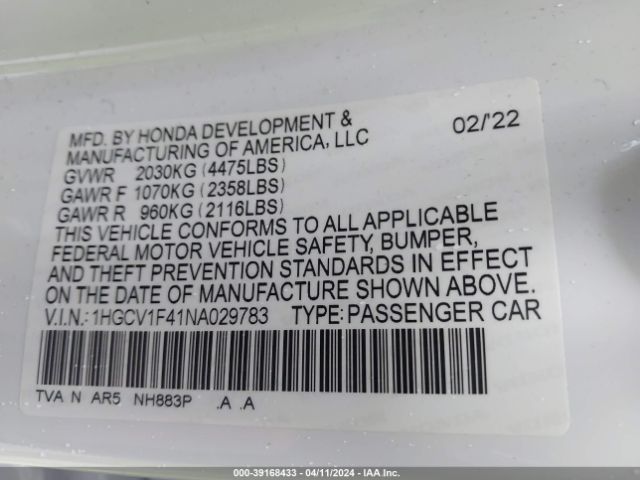 MFD. BY HONDA DEVELOPMENT & 02/'22
MANUFACTURING OF AMERICA, LLC
GVWR 2030KG (4475LBS)
GAWR F 1070KG (2358LBS)
GAWR R 960KG (2116LBS)
THIS VEHICLE CONFORMS TO ALL APPLICABLE
FEDERAL MOTOR VEHICLE SAFETY, BUMPER,
AND THEFT PREVENTION STANDARDS IN EFFECT
ON THE DATE OF MANUFACTURE SHOWN ABOVE.
V.I.N.: 1HGCV1F41NA029783 TYPE: PASSENGER CAR
TVA N AR5 NH883P .A .A
000-39168433 - 04/11/2024 - IAA Inc.